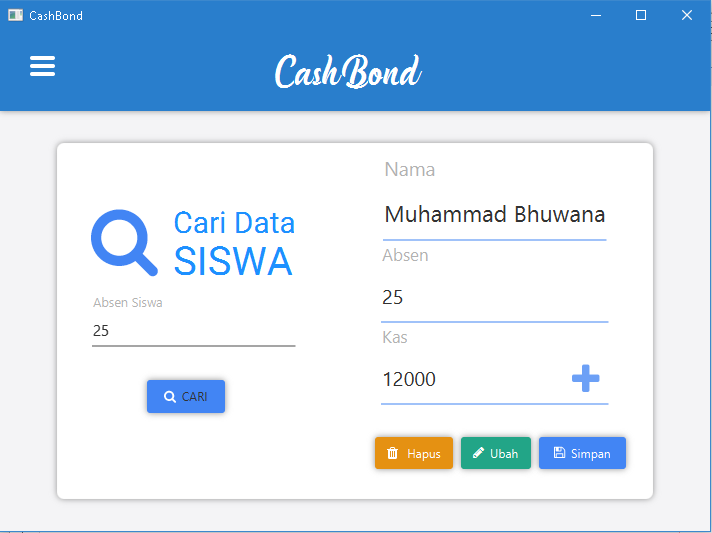 CashBond
CashBond
Cari Data
SISWA
Absen Siswa
25
CARI
Nama
Muhammad Bhuwana
Absen
25
Kas
12000
Hapus
Ubah
Simpan